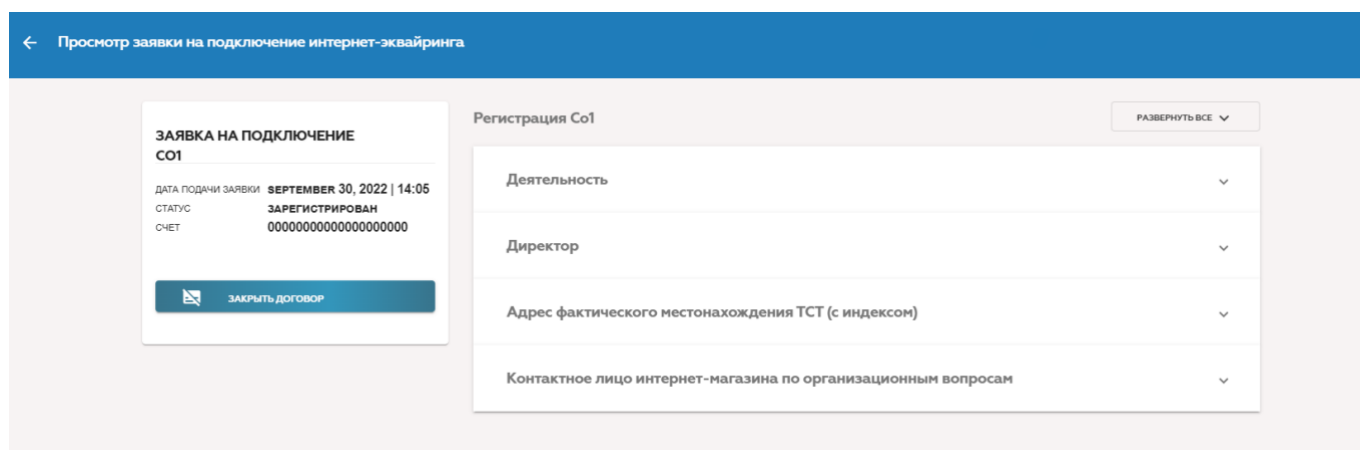 Просмотр заявки на подключение интернет-эквайринга
ЗАЯВКА НА ПОДКЛЮЧЕНИЕ
CO1
ДАТА ПОДАЧИ ЗАЯВКИ SEPTEMBER 30, 2022 | 14:05
СТАТУС ЗАРЕГИСТРИРОВАН
СЧЕТ 00000000000000000000
ЗАКРЫТЬ ДОГОВОР
Регистрация Co1
РАЗВЕРНУТЬ ВСЕ
Деятельность
Директор
Адрес фактического местонахождения ТСТ (с индексом)
Контактное лицо интернет-магазина по организационным вопросам